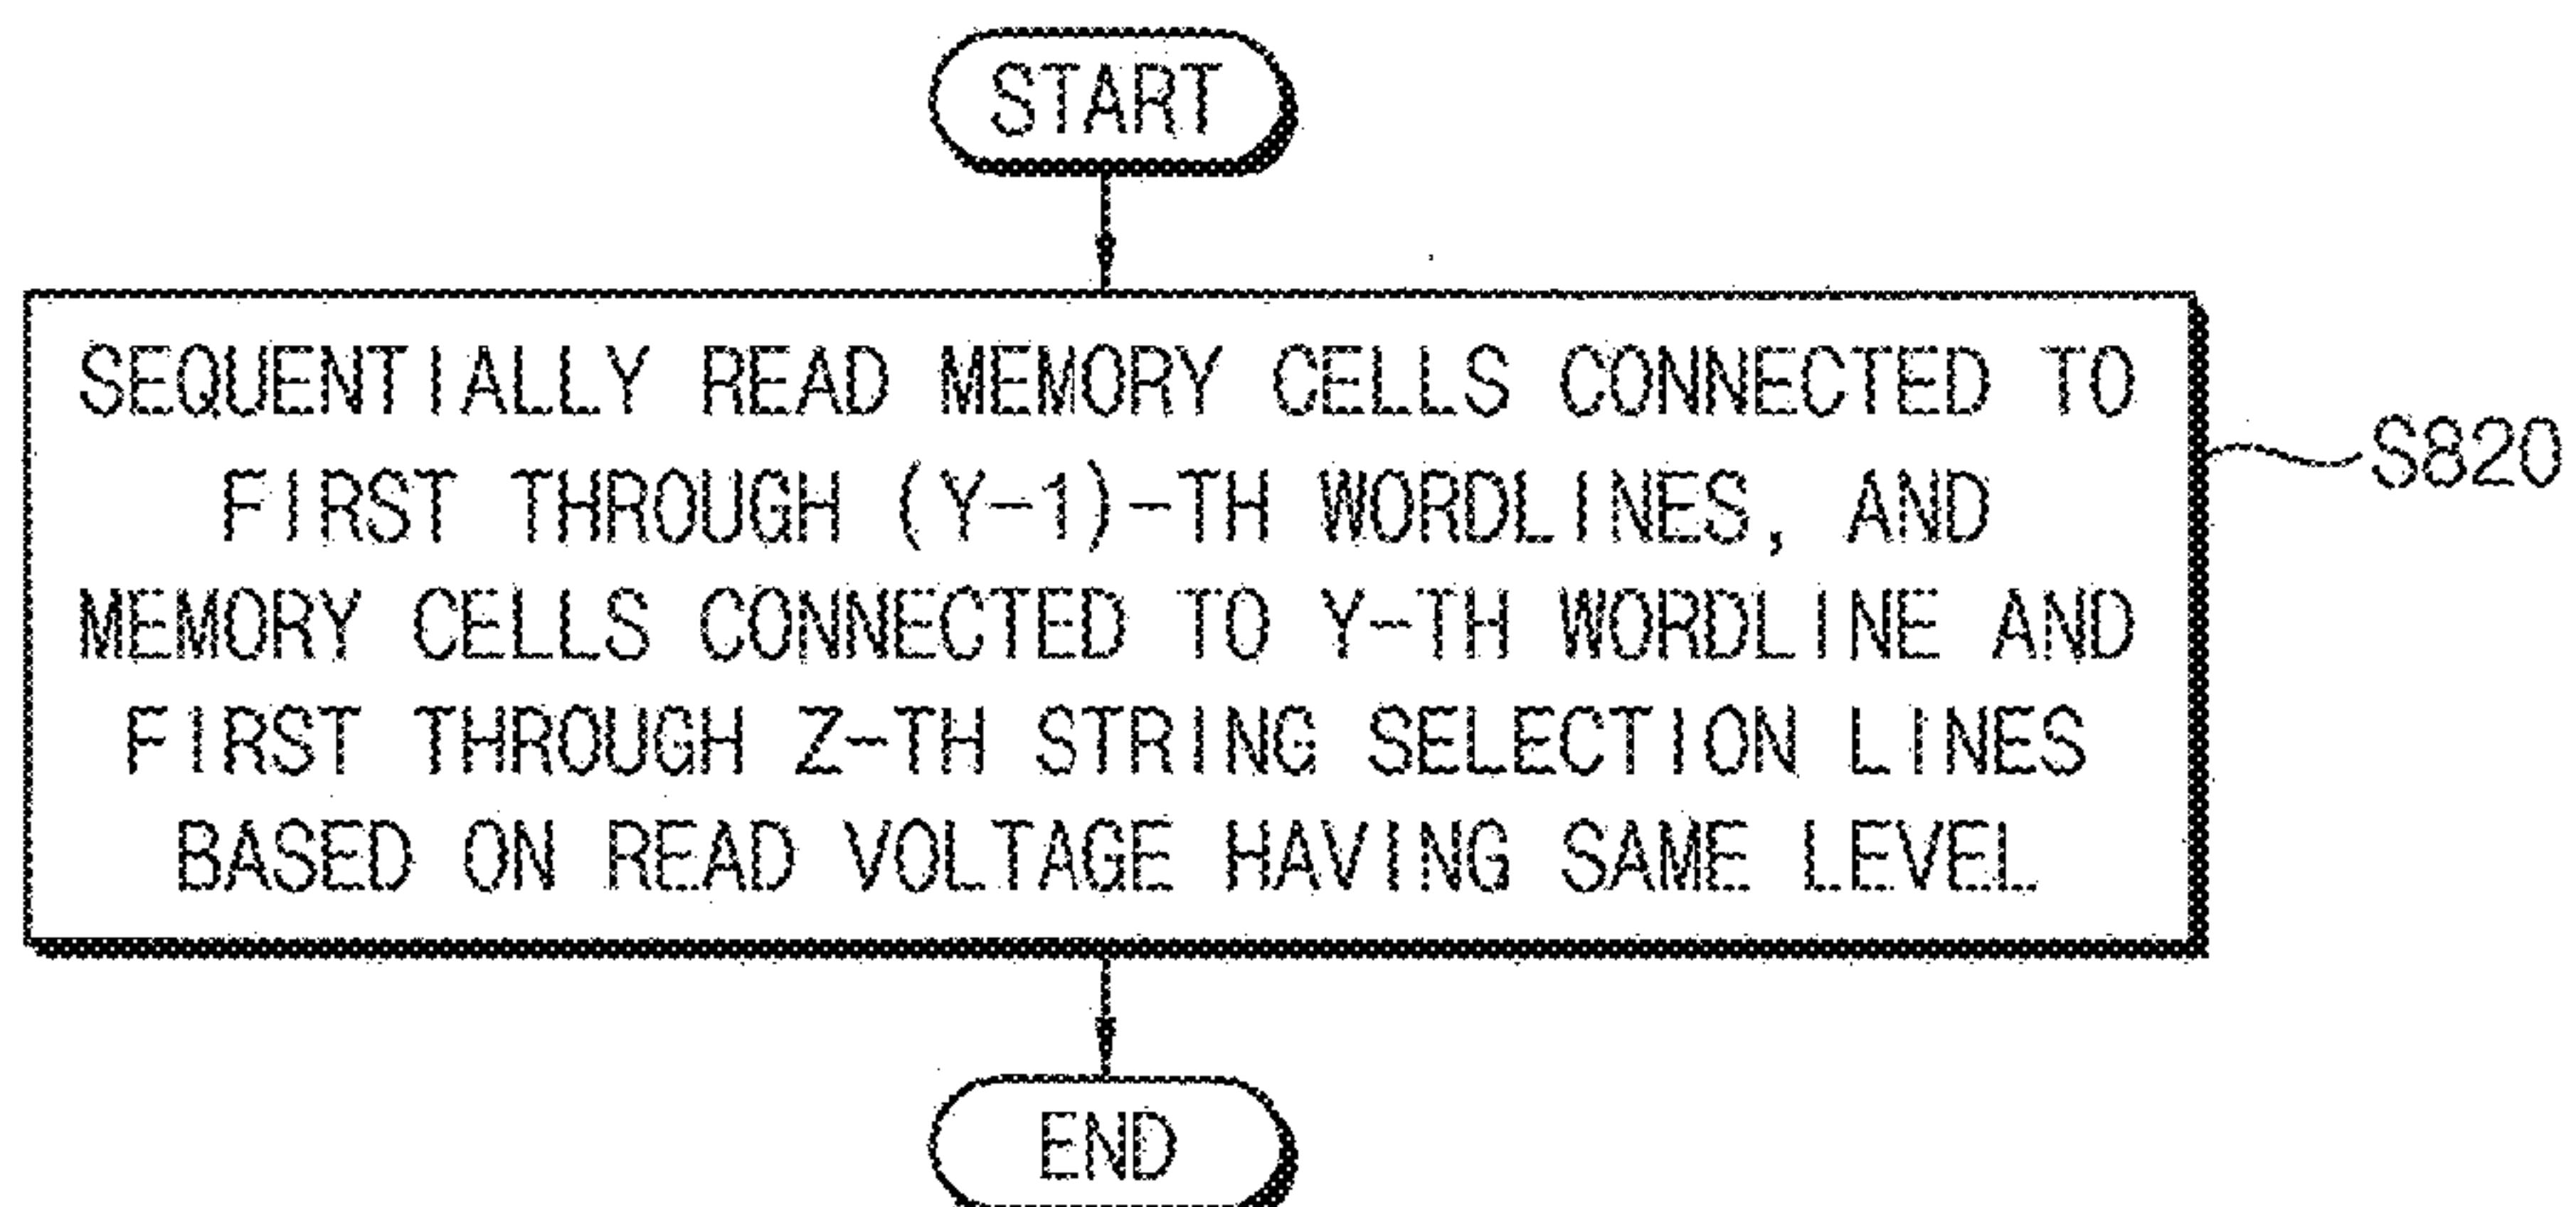 START
SEQUENTIALLY READ MEMORY CELLS CONNECTED TO
FIRST THROUGH (Y-1)-TH WORDLINES, AND
MEMORY CELLS CONNECTED TO Y-TH WORDLINE AND
FIRST THROUGH Z-TH STRING SELECTION LINES
BASED ON READ VOLTAGE HAVING SAME LEVEL
S820
END